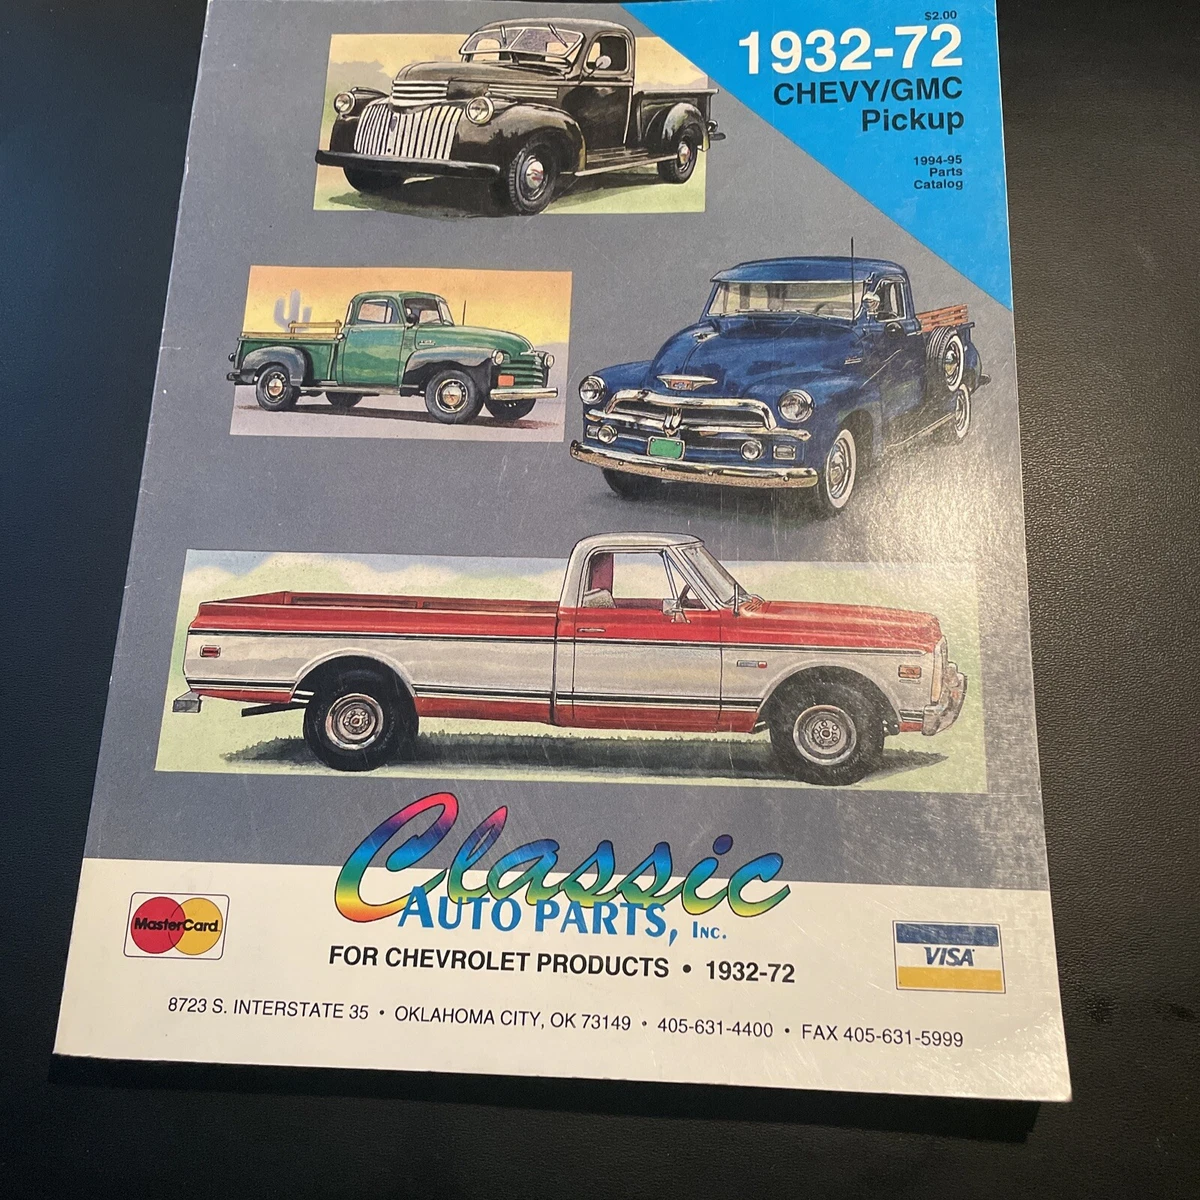 $2.00
1932-72
CHEVY/GMC
Pickup
1994-95
Parts
Catalog
Classic
AUTO PARTS, INC.
MasterCard
VISA
FOR CHEVROLET PRODUCTS • 1932-72
8723 S. INTERSTATE 35 • OKLAHOMA CITY, OK 73149 • 405-631-4400 • FAX 405-631-5999